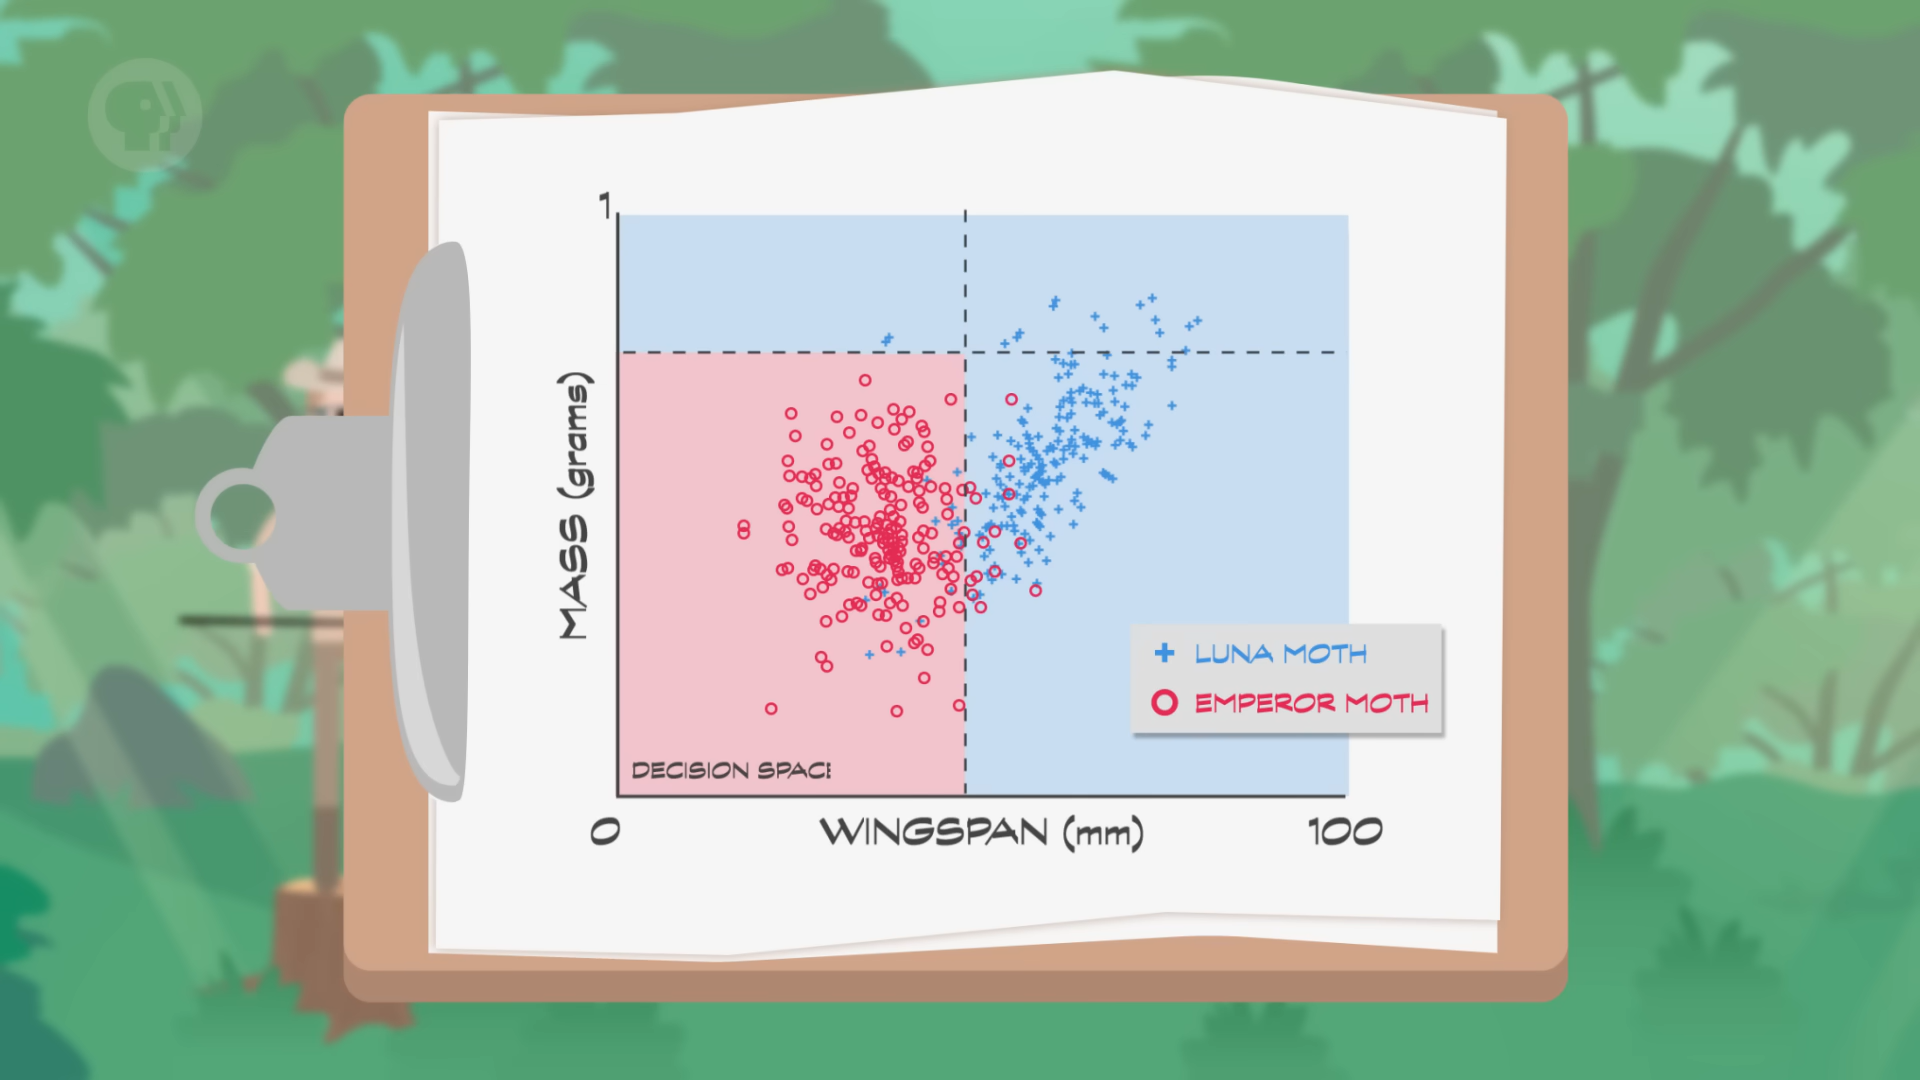 1
MASS (grams)
LUNA MOTH
EMPEROR MOTH
DECISION SPACE
0
WINGSPAN (mm)
100